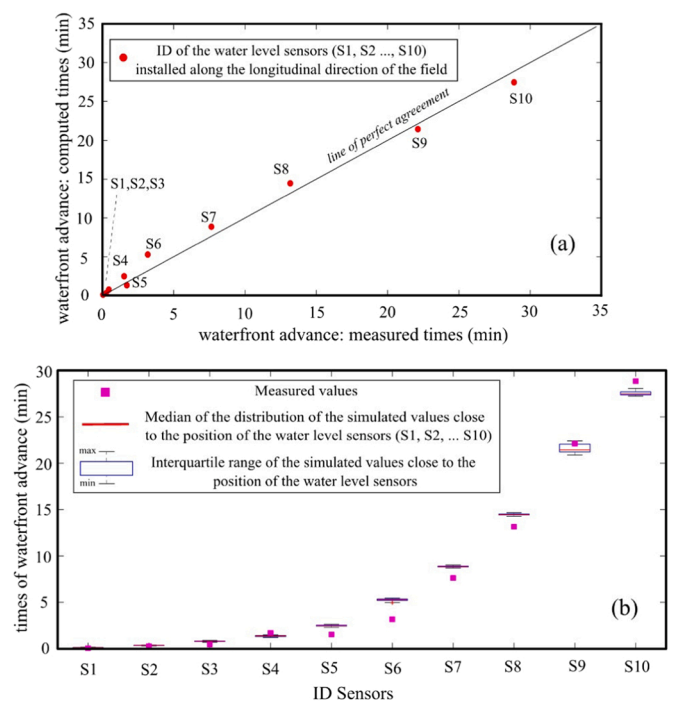 35
30
25
20
15
10
5
0
waterfront advance: computed times (min)
ID of the water level sensors (S1, S2 ..., S10)
installed along the longitudinal direction of the field
line of perfect agreeement
S10
S9
S8
S1,S2,S3
S7
S6
S4
S5
(a)
0
5
10
15
20
25
30
35
waterfront advance: measured times (min)
30
25
20
15
10
5
0
times of waterfront advance (min)
Measured values
Median of the distribution of the simulated values close
to the position of the water level sensors (S1, S2, ... S10)
max
min
Interquartile range of the simulated values close to the
position of the water level sensors
(b)
S1
S2
S3
S4
S5
S6
S7
S8
S9
S10
ID Sensors